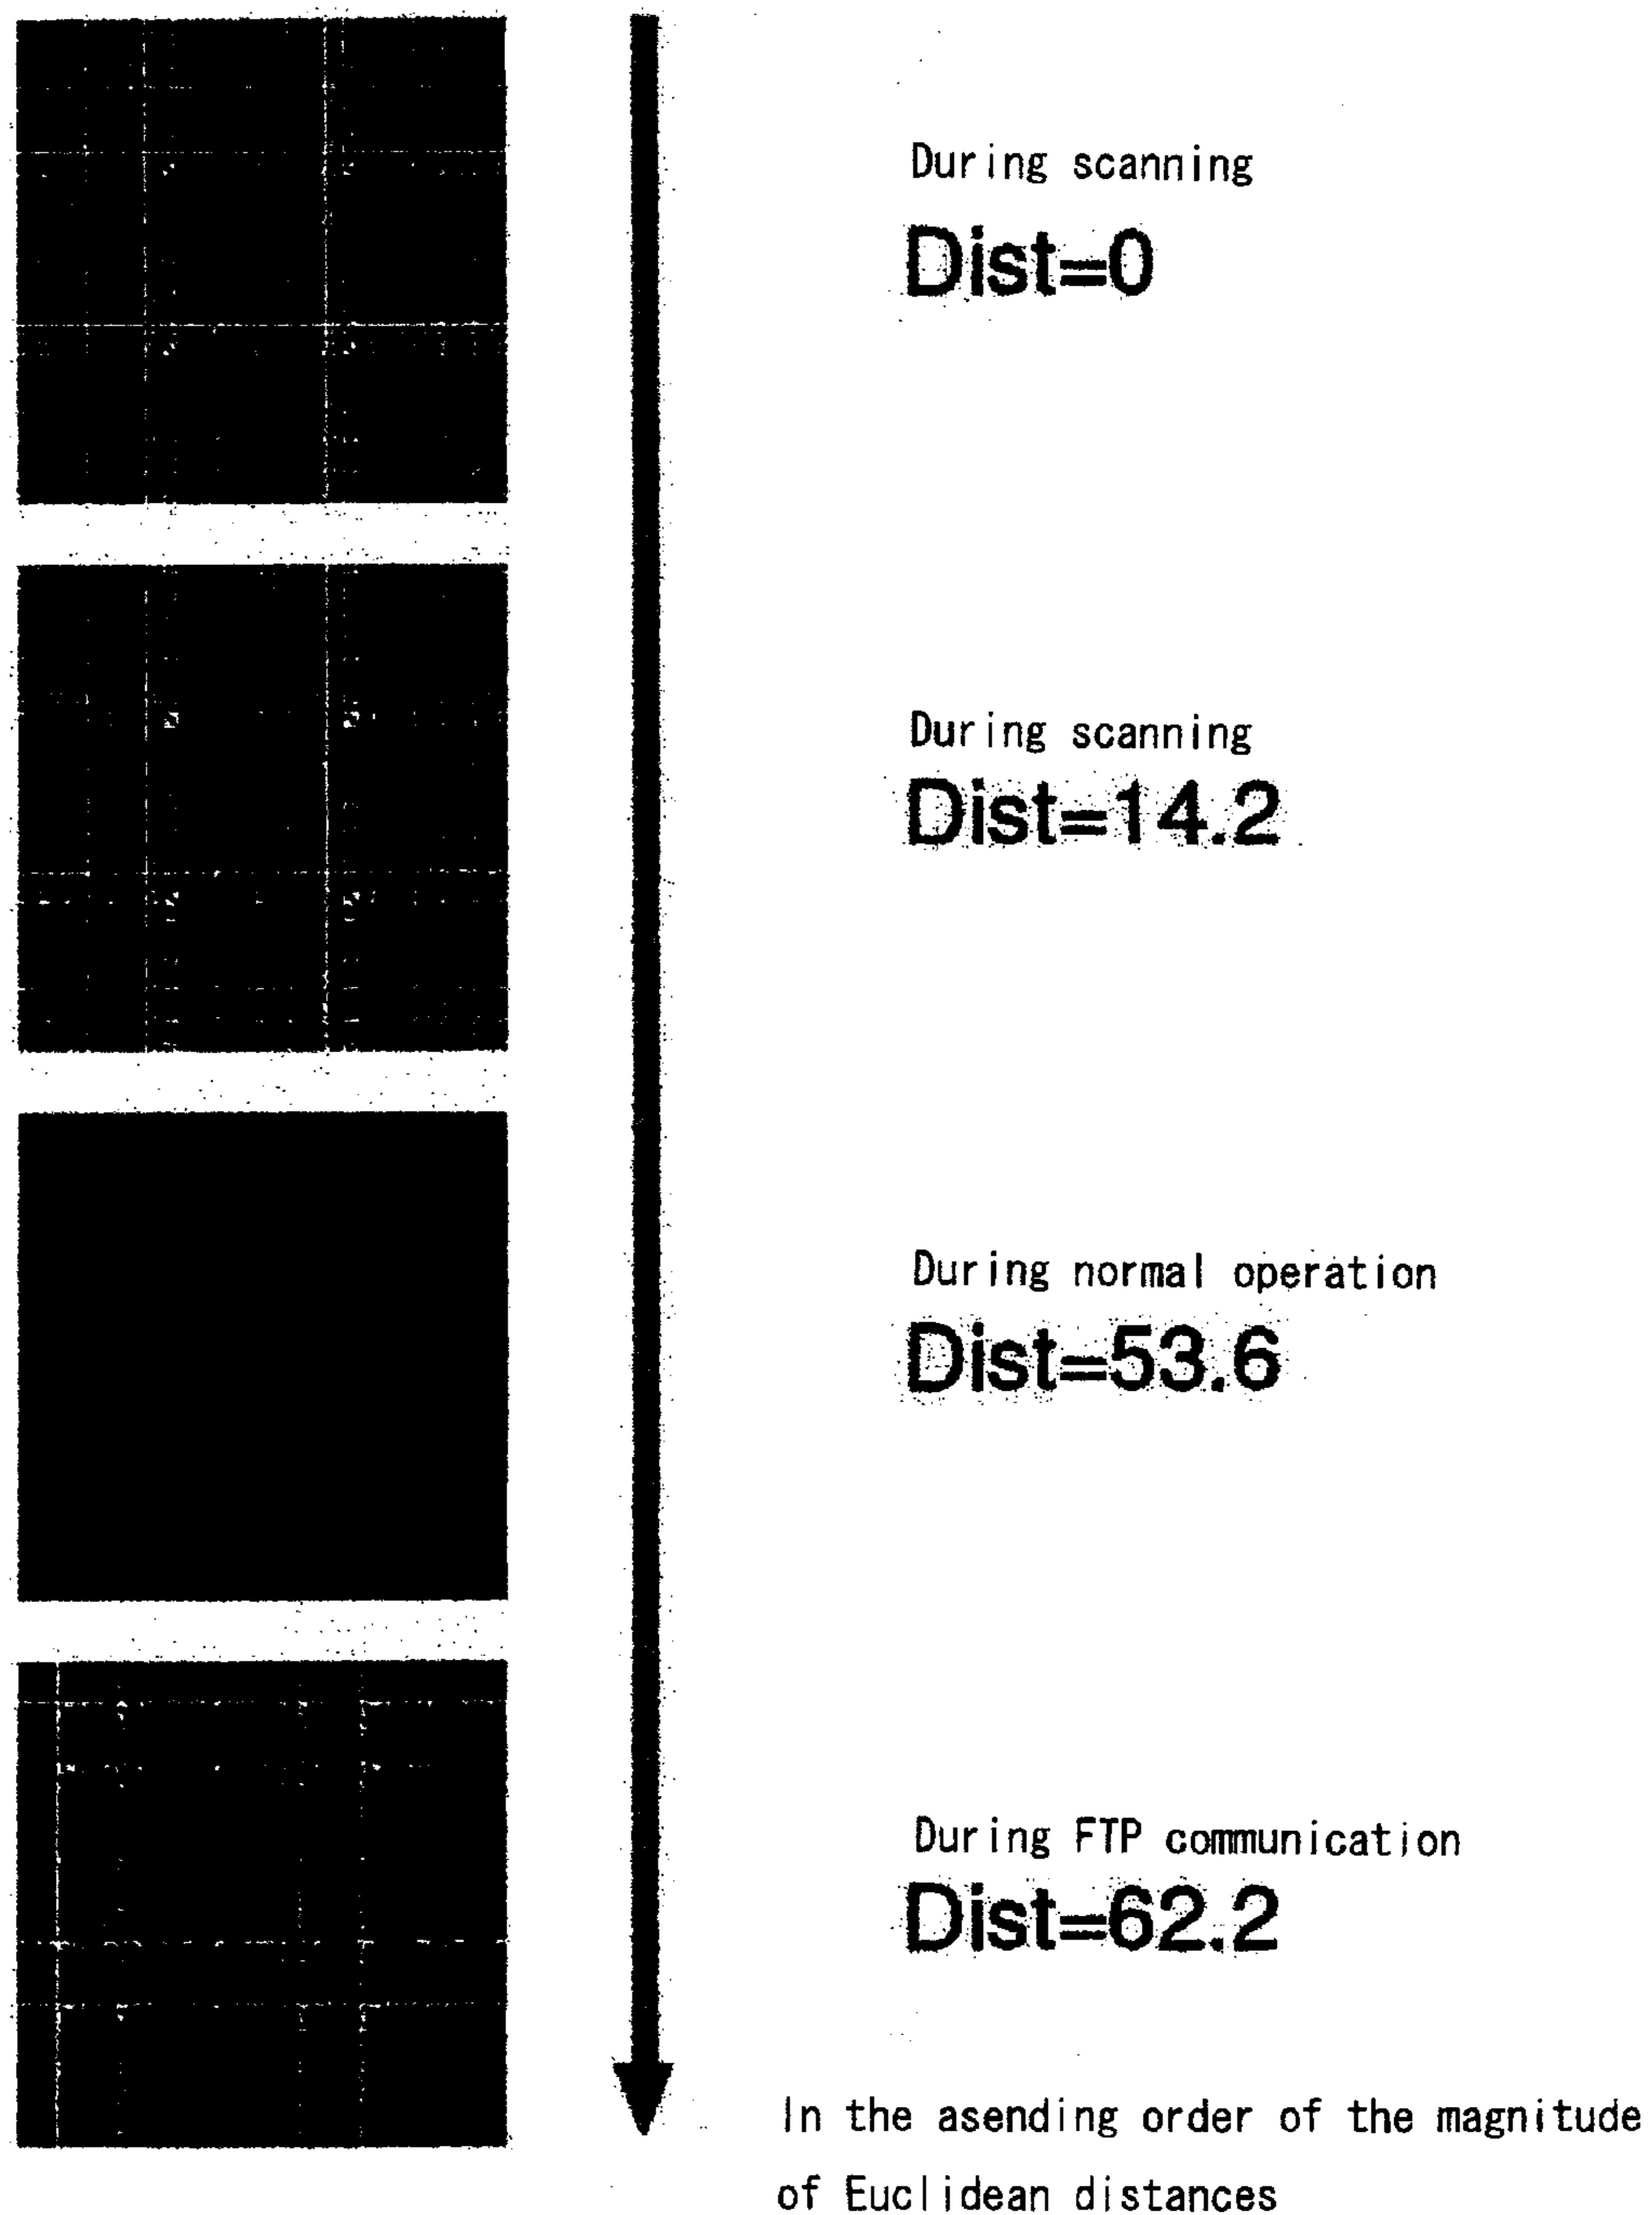 During scanning
Dist=0
During scanning
Dist=14.2
During normal operation
Dist=53.6
During FTP communication
Dist=62.2
In the asending order of the magnitude
of Euclidean distances